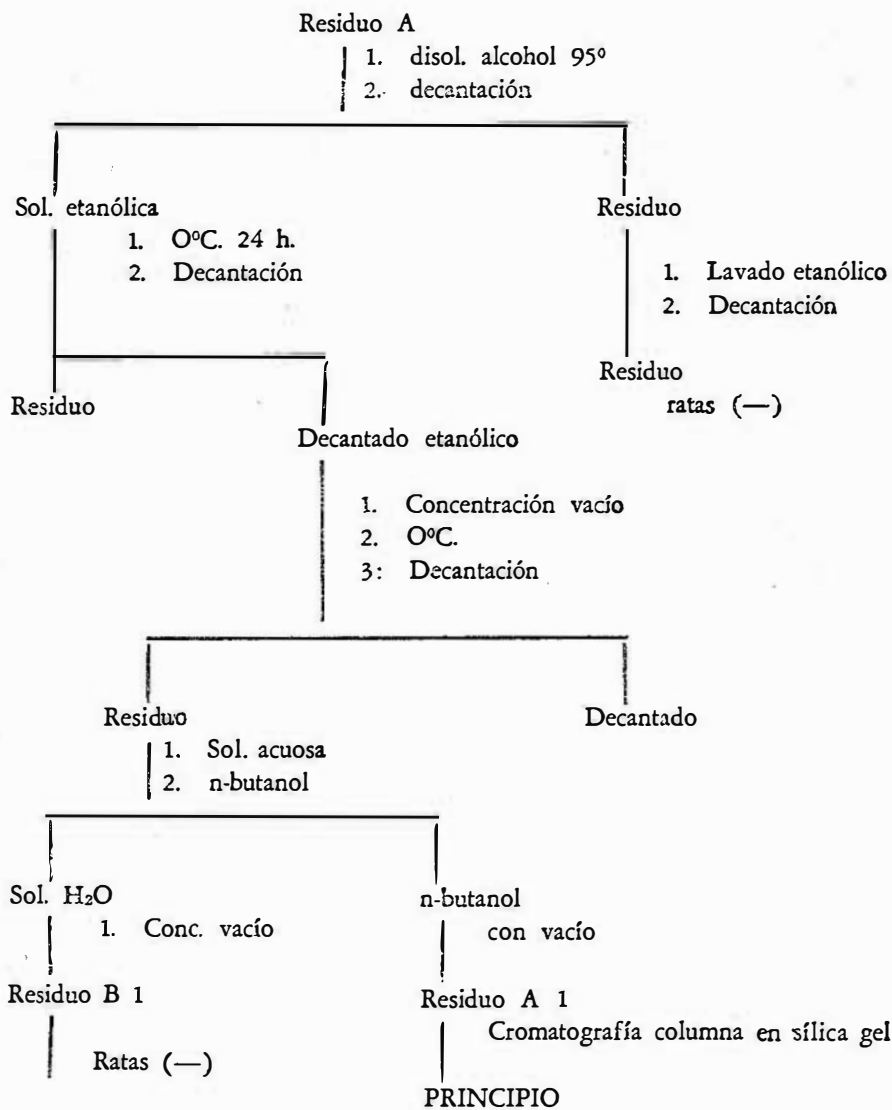 Residuo A
1. disol. alcohol 95º
2. decantación
Sol. etanólica
Residuo
1. OºC. 24 h.
2. Decantación
1. Lavado etanólico
2. Decantación
Residuo
Residuo
ratas (—)
Decantado etanólico
1. Concentración vacío
2. OºC.
3: Decantación
Residuo
Decantado
1. Sol. acuosa
2. n-butanol
Sol. H₂O
n-butanol
1. Conc. vacío
con vacío
Residuo B 1
Residuo A 1
Cromatografía columna en sílica gel
Ratas (—)
PRINCIPIO